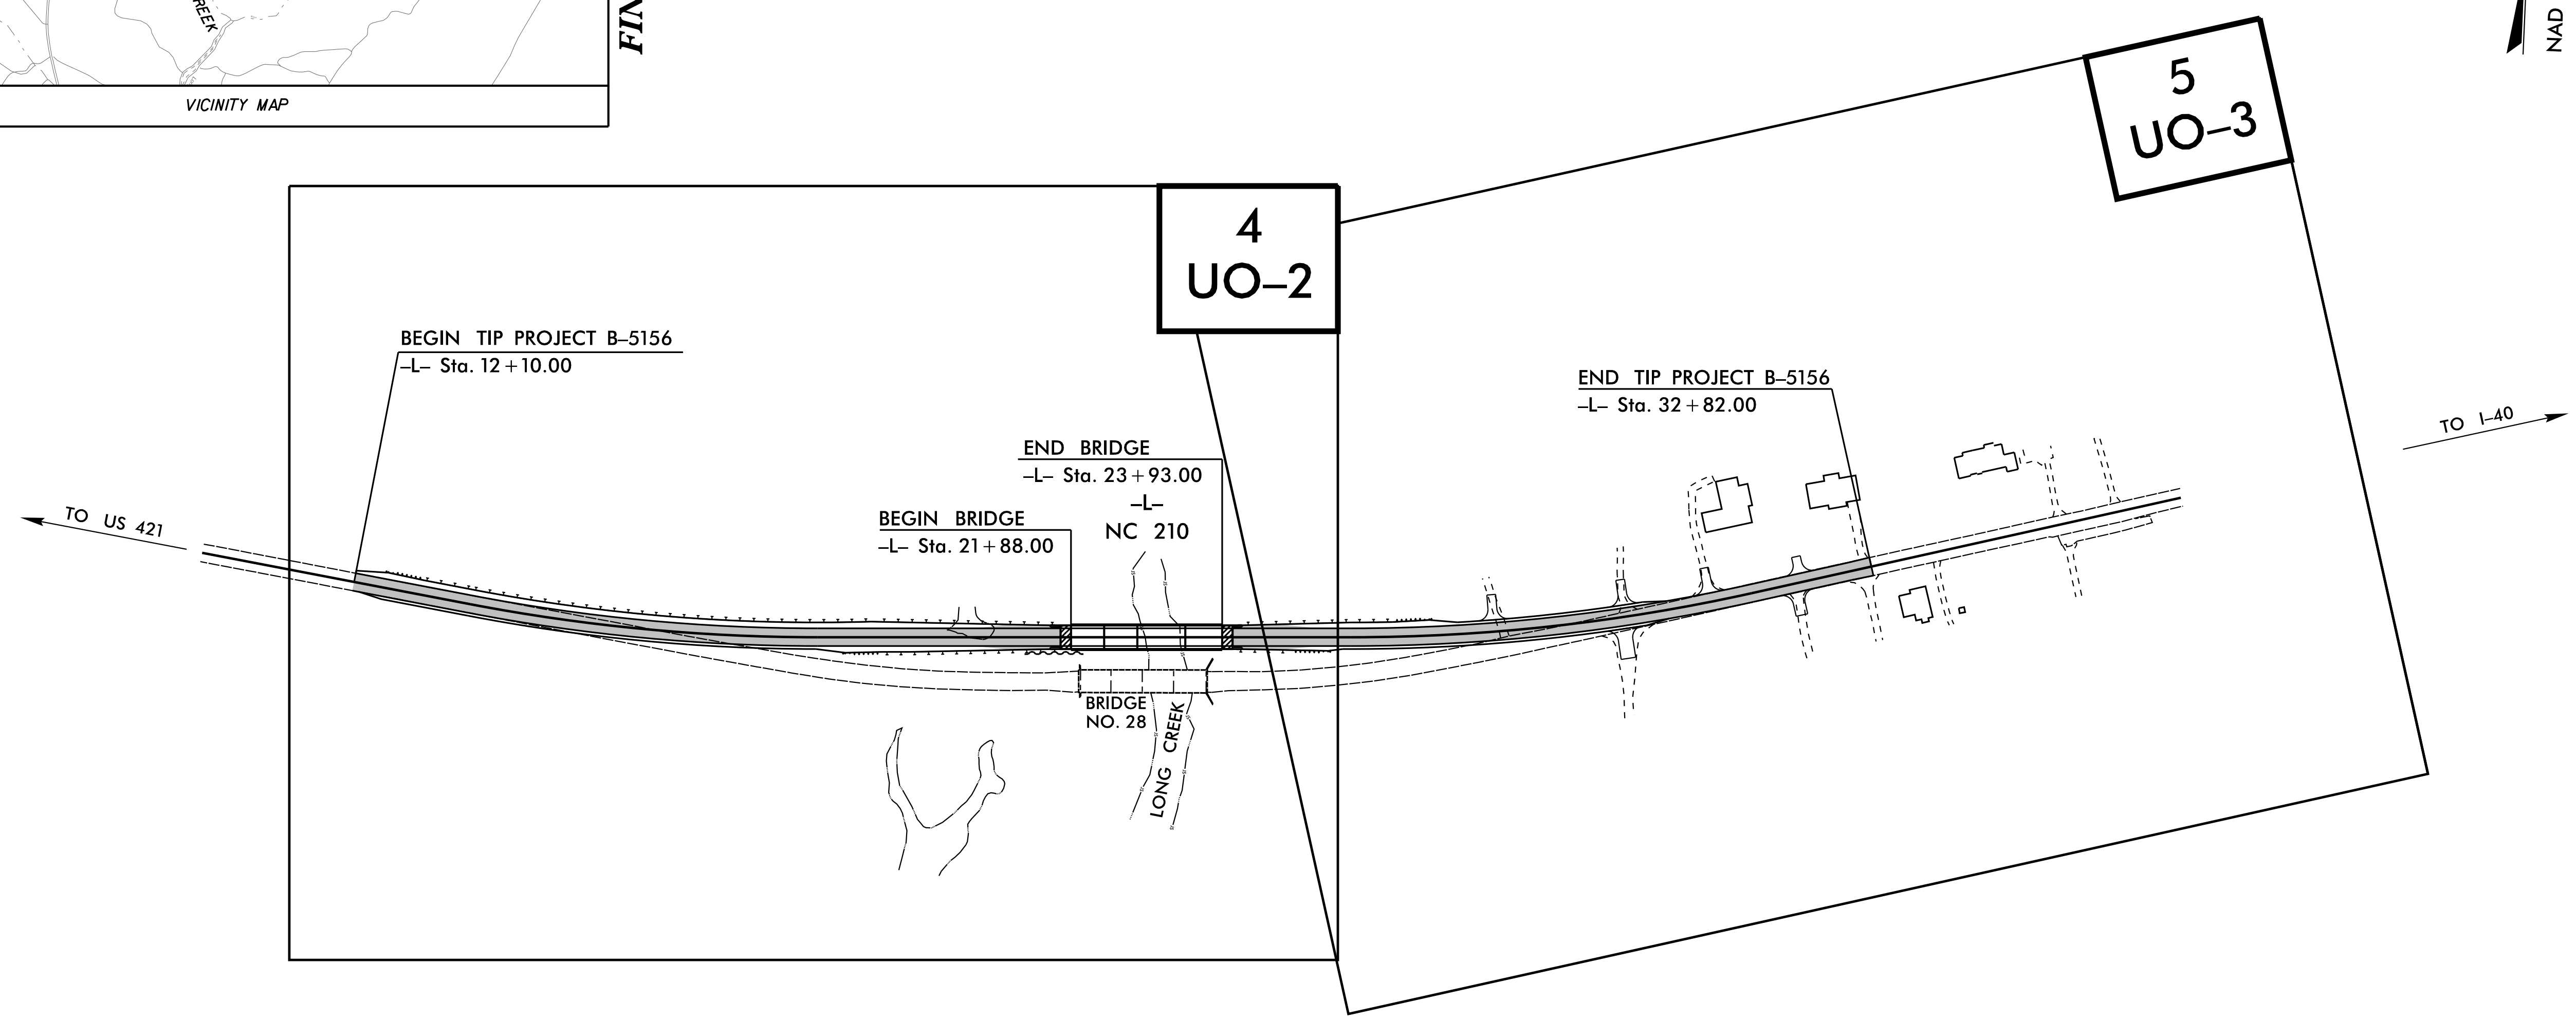 REEK
VICINITY MAP
FIN
NAD
5
UO–3
4
UO–2
BEGIN TIP PROJECT B–5156
–L– Sta. 12+10.00
END TIP PROJECT B–5156
–L– Sta. 32+82.00
TO I–40
END BRIDGE
–L– Sta. 23+93.00
–L–
NC 210
BEGIN BRIDGE
–L– Sta. 21+88.00
TO US 421
BRIDGE
NO. 28
LONG CREEK